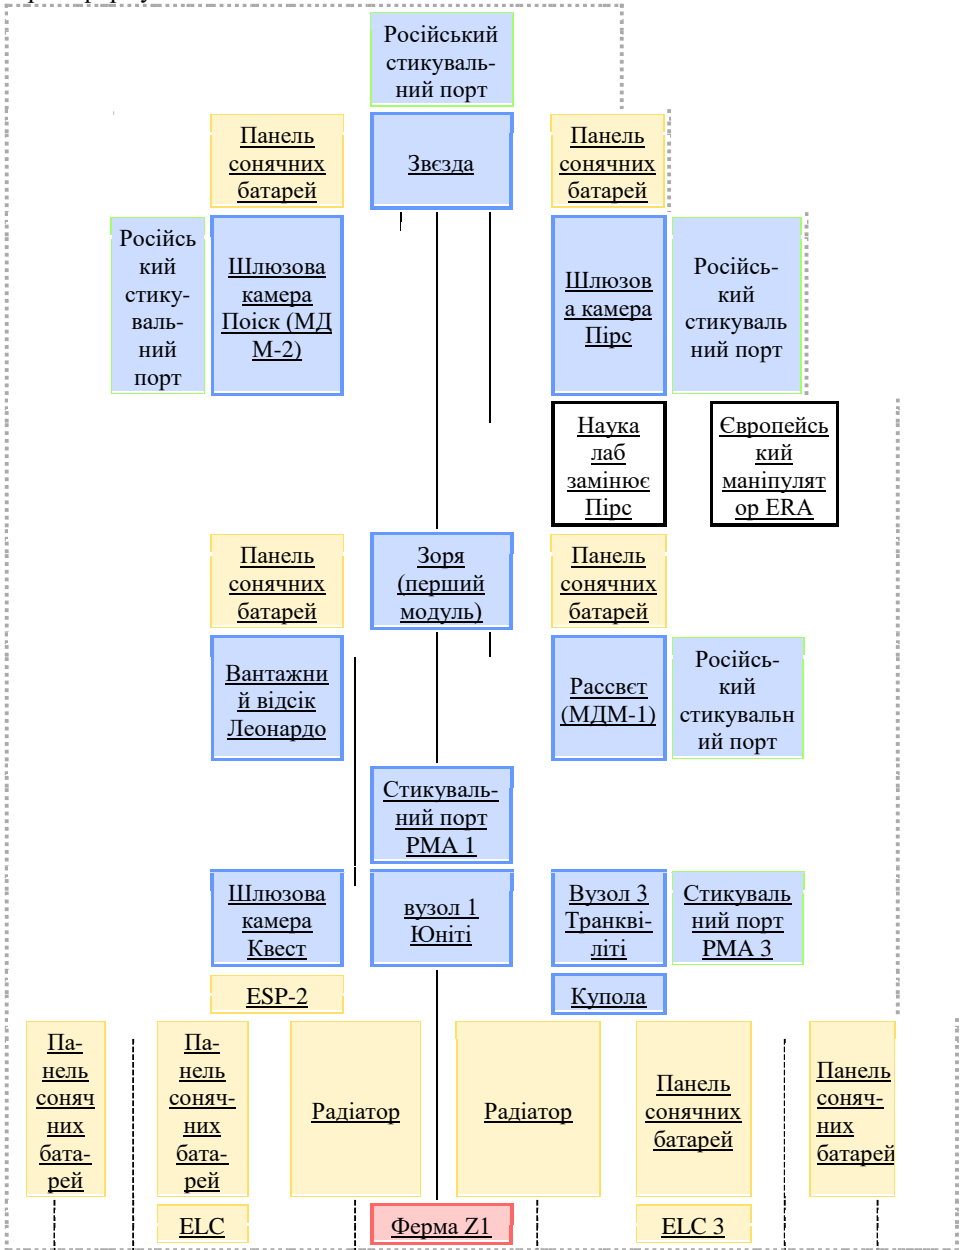 Російський
стикуваль-
ний порт
Панель
сонячних
батарей
Звєзда
Панель
сонячних
батарей
Російсь
кий
стику-
валь-
ний
порт
Шлюзова
камера
Поіск (МД
М-2)
Шлюзов
а камера
Пірс
Російсь-
кий
стикуваль
ний порт
Наука
лаб
замінює
Пірс
Європейсь
кий
маніпулят
ор ERA
Панель
сонячних
батарей
Зоря
(перший
модуль)
Панель
сонячних
батарей
Вантажни
й відсік
Леонардо
Рассвєт
(МДМ-1)
Російсь-
кий
стикувальн
ий порт
Стикуваль-
ний порт
PMA 1
Шлюзова
камера
Квест
вузол 1
Юніті
Вузол 3
Транкві-
літі
Стикуваль
ний порт
PMA 3
ESP-2
Купола
Па-
нель
соняч
них
бата-
рей
Па-
нель
соняч-
них
бата-
рей
Радіатор
Радіатор
Панель
сонячних
батарей
Панель
соняч-
них
батарей
ELC
Ферма Z1
ELC 3